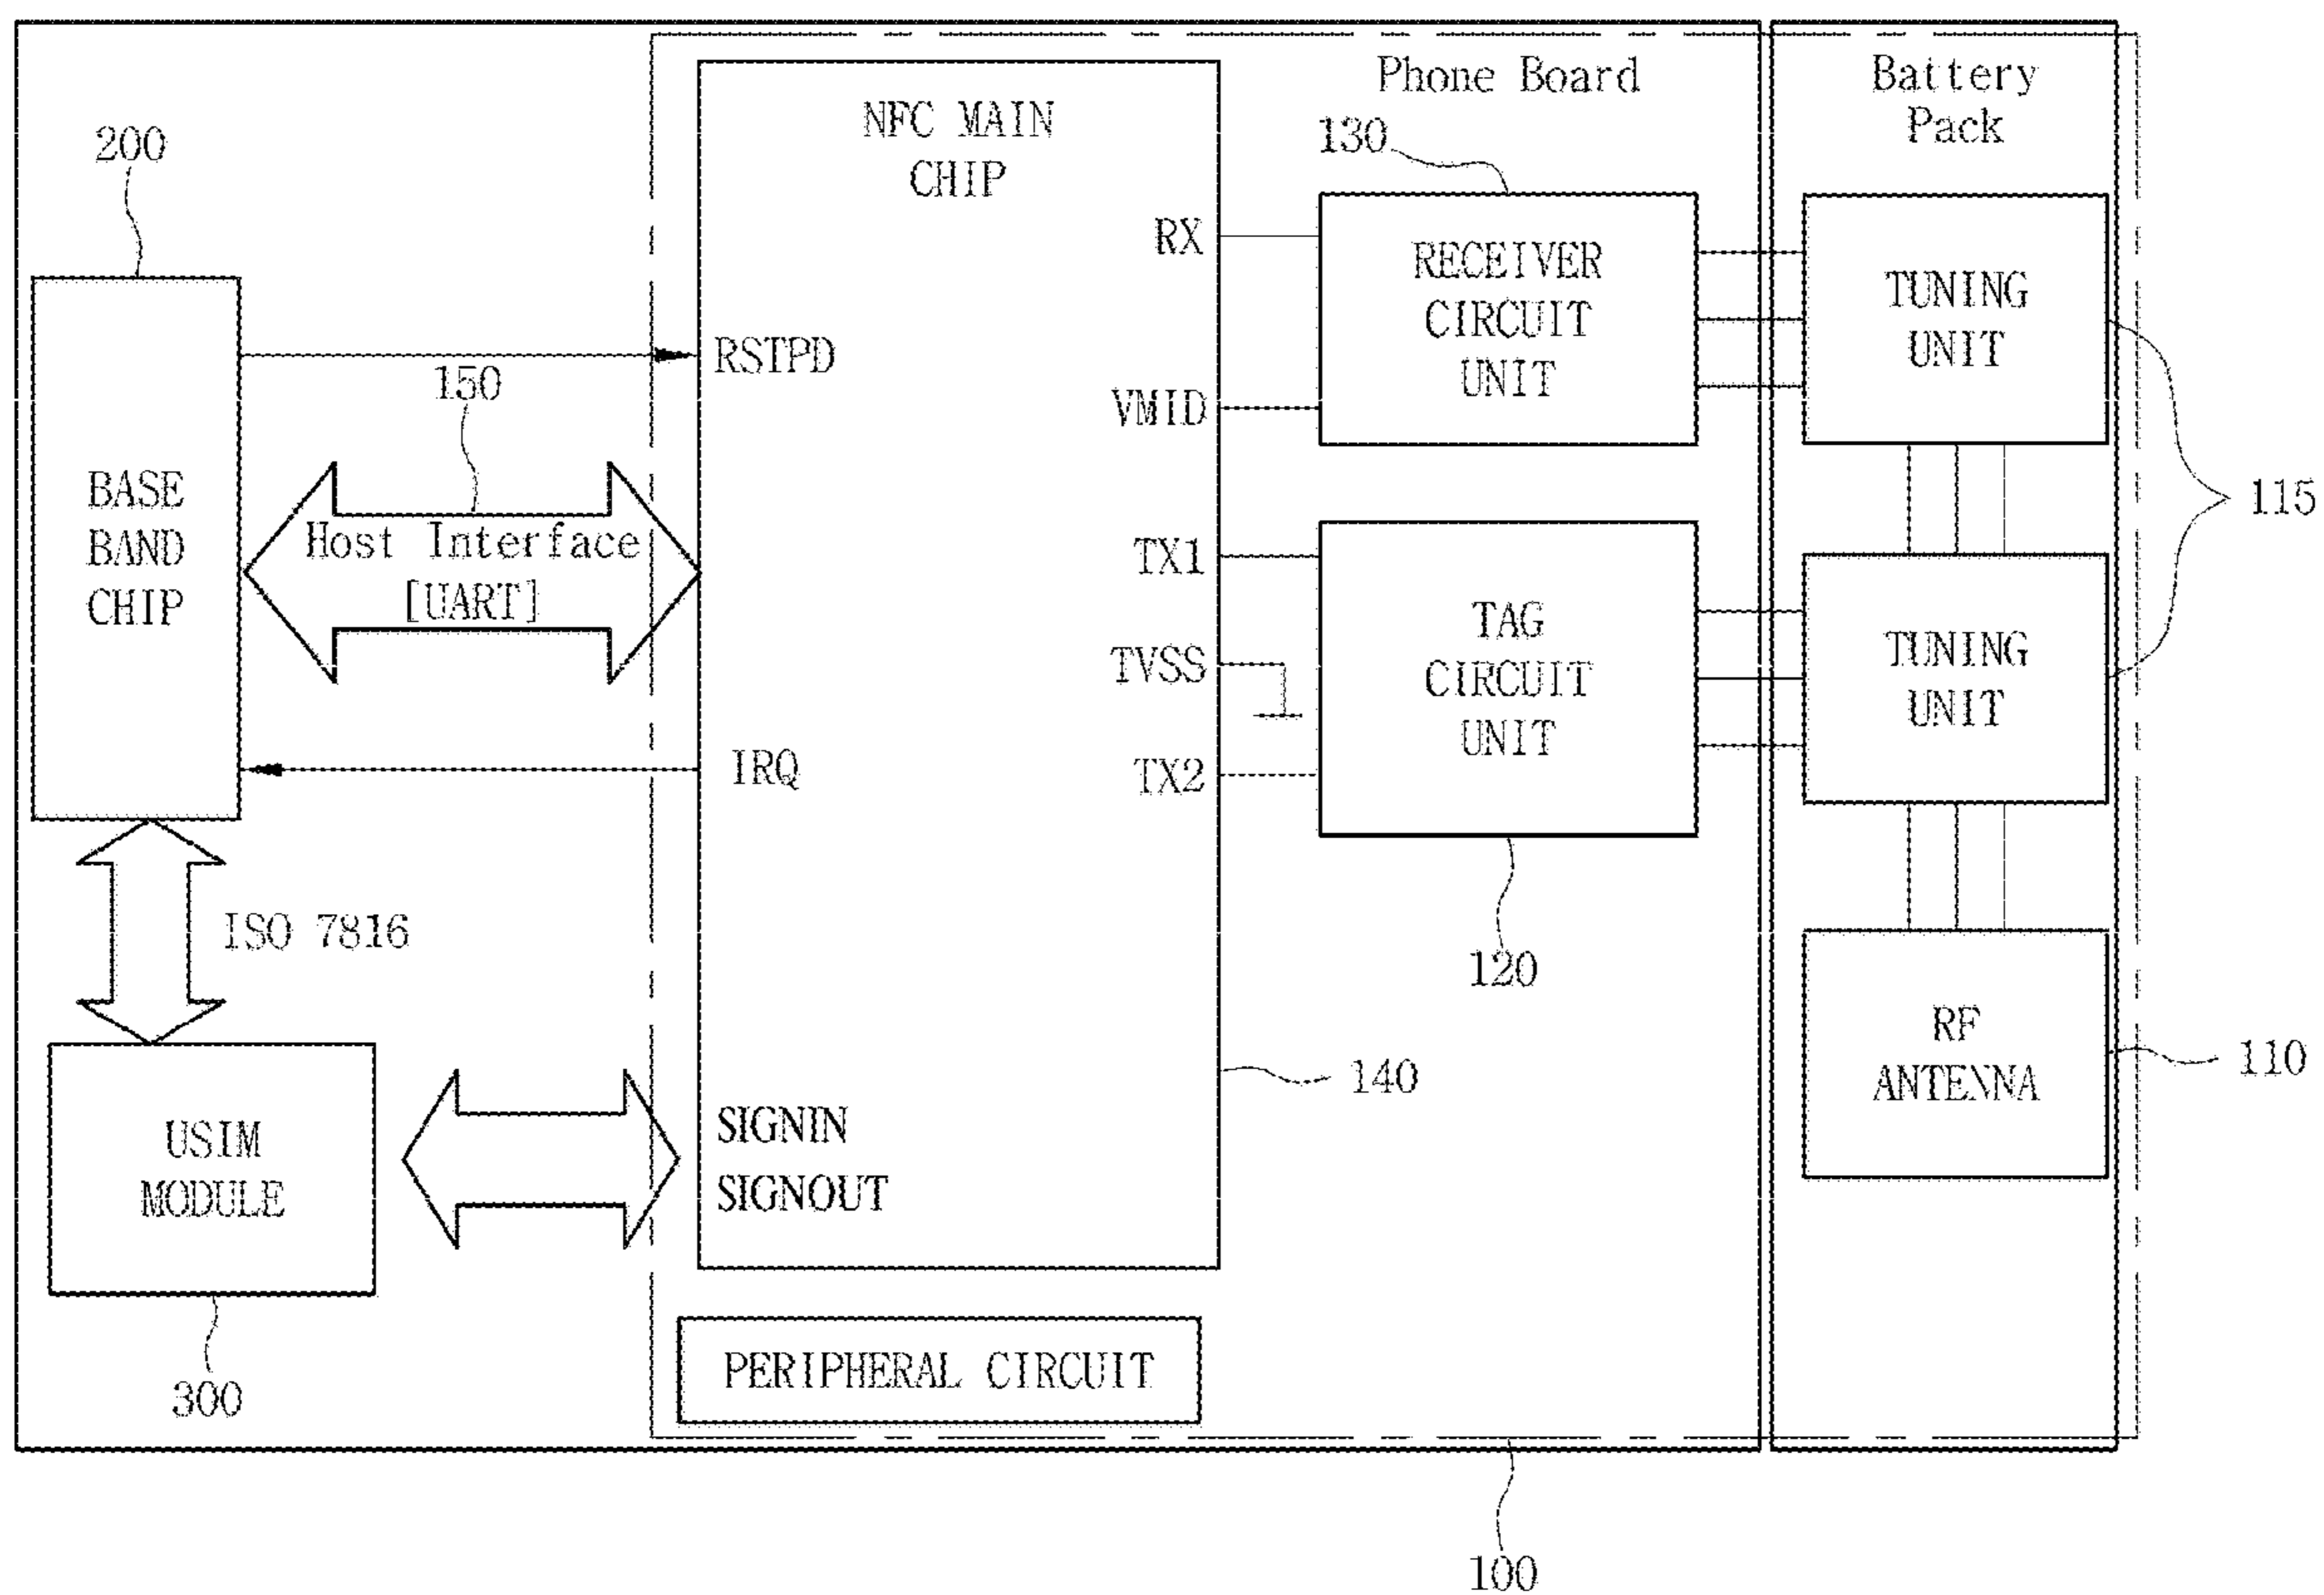 Phone Board
Battery
Pack
NFC MAIN
CHIP
130
200
RX
RECEIVER
CIRCUIT
UNIT
TUNING
UNIT
RSTPD
150
VMID
115
BASE
BAND
CHIP
Host Interface
[UART]
TX1
TAG
CIRCUIT
UNIT
TUNING
UNIT
TVSS
IRQ
TX2
ISO 7816
120
RF
ANTENNA
110
140
USIM
MODULE
SIGNIN
SIGNOUT
PERIPHERAL CIRCUIT
300
100